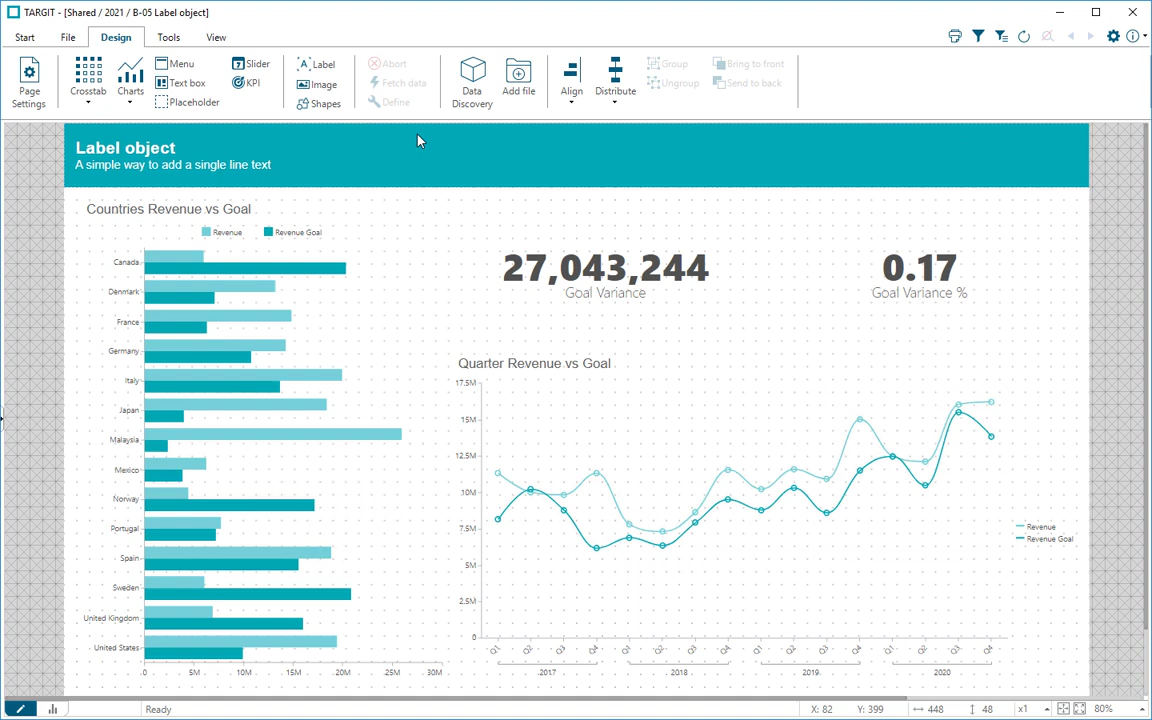 TARGIT - [Shared / 2021 / B-05 Label object]
Start File Design Tools View
Page Settings
Crosstab
Charts
Menu
Text box
Placeholder
Slider
KPI
Label
Image
Shapes
Abort
Fetch data
Define
Data Discovery
Add file
Align
Distribute
Group
Ungroup
Bring to front
Send to back
Label object
A simple way to add a single line text
Countries Revenue vs Goal
Revenue Revenue Goal
Canada
Denmark
France
Germany
Italy
Japan
Malaysia
Mexico
Norway
Portugal
Spain
Sweden
United Kingdom
United States
0 5M 10M 15M 20M 25M 30M
27,043,244
Goal Variance
0.17
Goal Variance %
Quarter Revenue vs Goal
17.5M
15M
12.5M
10M
7.5M
5M
2.5M
0
Q1 Q2 Q3 Q4 Q1 Q2 Q3 Q4 Q1 Q2 Q3 Q4 Q1 Q2 Q3 Q4
2017 2018 2019 2020
Revenue
Revenue Goal
Ready X: 82 Y: 399 448 48 x1 80%